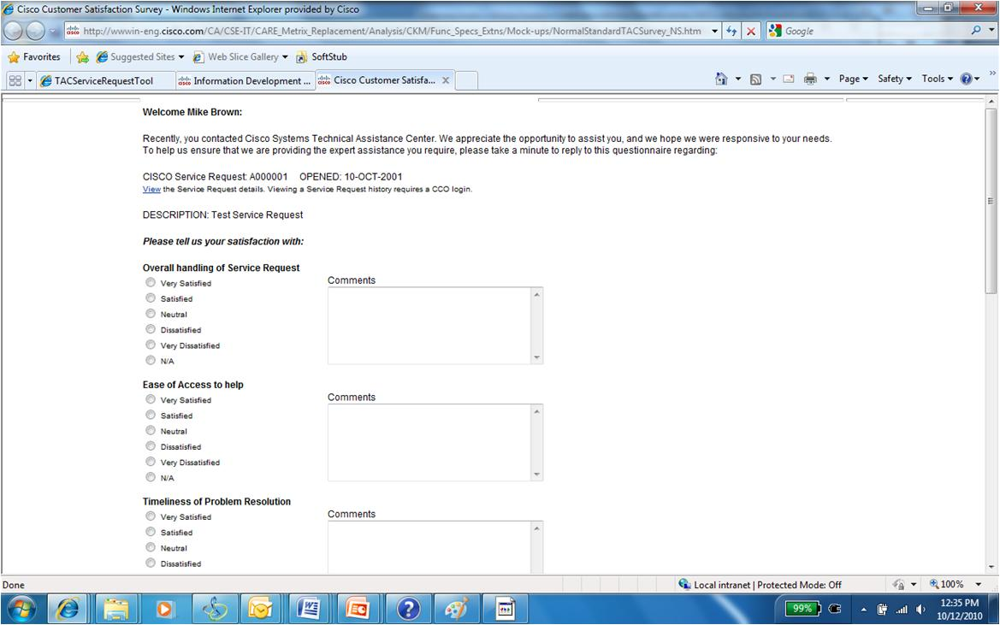 Cisco Customer Satisfaction Survey - Windows Internet Explorer provided by Cisco
http://wwwin-eng.cisco.com/CA/CSE-IT/CARE_Metrix_Replacement/Analysis/CKM/Func_Specs_Extns/Mock-ups/NormalStandardTACSurvey_NS.htm
Google
Favorites
Suggested Sites
Web Slice Gallery
SoftStub
TACServiceRequestTool
Information Development ...
Cisco Customer Satisfa...
Page
Safety
Tools
Welcome Mike Brown:
Recently, you contacted Cisco Systems Technical Assistance Center. We appreciate the opportunity to assist you, and we hope we were responsive to your needs.
To help us ensure that we are providing the expert assistance you require, please take a minute to reply to this questionnaire regarding:
CISCO Service Request: A000001 OPENED: 10-OCT-2001
View the Service Request details. Viewing a Service Request history requires a CCO login.
DESCRIPTION: Test Service Request
Please tell us your satisfaction with:
Overall handling of Service Request
Very Satisfied
Satisfied
Neutral
Dissatisfied
Very Dissatisfied
N/A
Comments
Ease of Access to help
Very Satisfied
Satisfied
Neutral
Dissatisfied
Very Dissatisfied
N/A
Comments
Timeliness of Problem Resolution
Very Satisfied
Satisfied
Neutral
Dissatisfied
Comments
Done
Local intranet | Protected Mode: Off
100%
99%
12:35 PM
10/12/2010